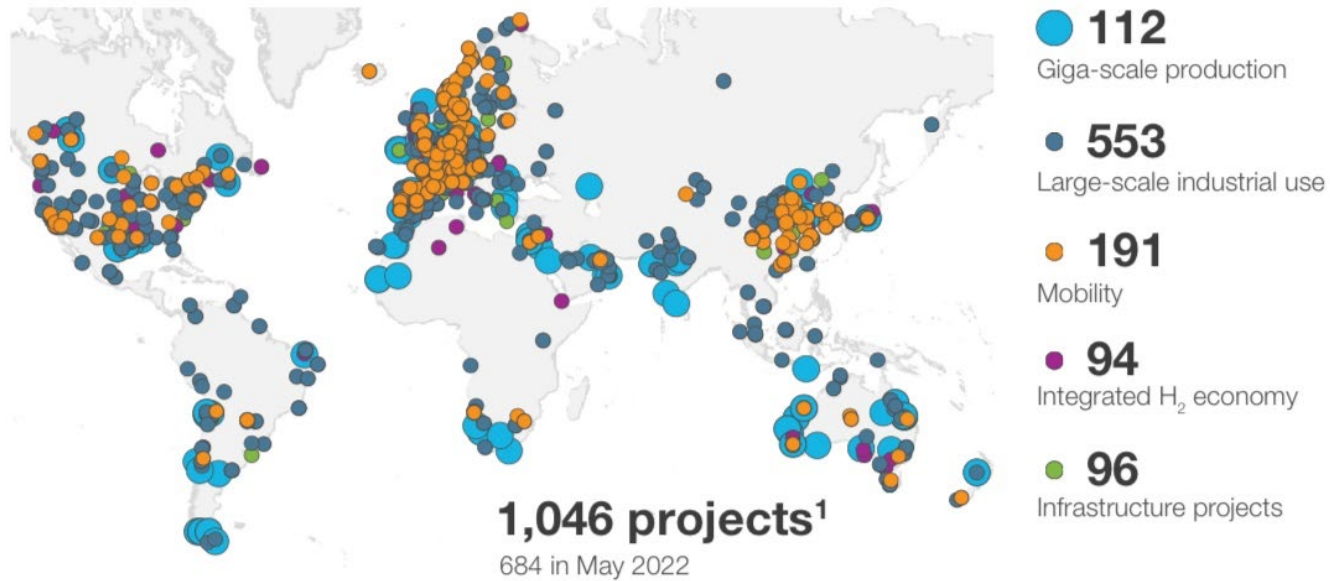 112
Giga-scale production
553
Large-scale industrial use
191
Mobility
94
Integrated H₂ economy
96
Infrastructure projects
1,046 projects¹
684 in May 2022